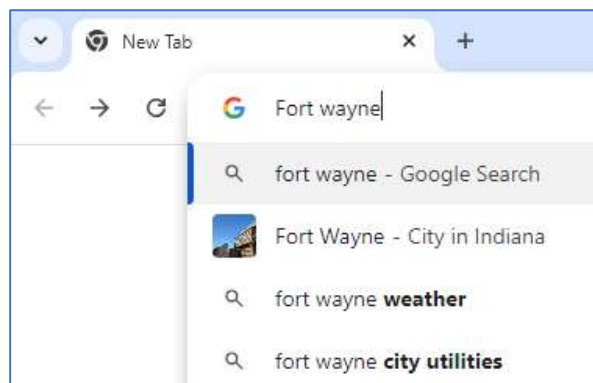 New Tab
Fort wayne
fort wayne - Google Search
Fort Wayne - City in Indiana
fort wayne weather
fort wayne city utilities